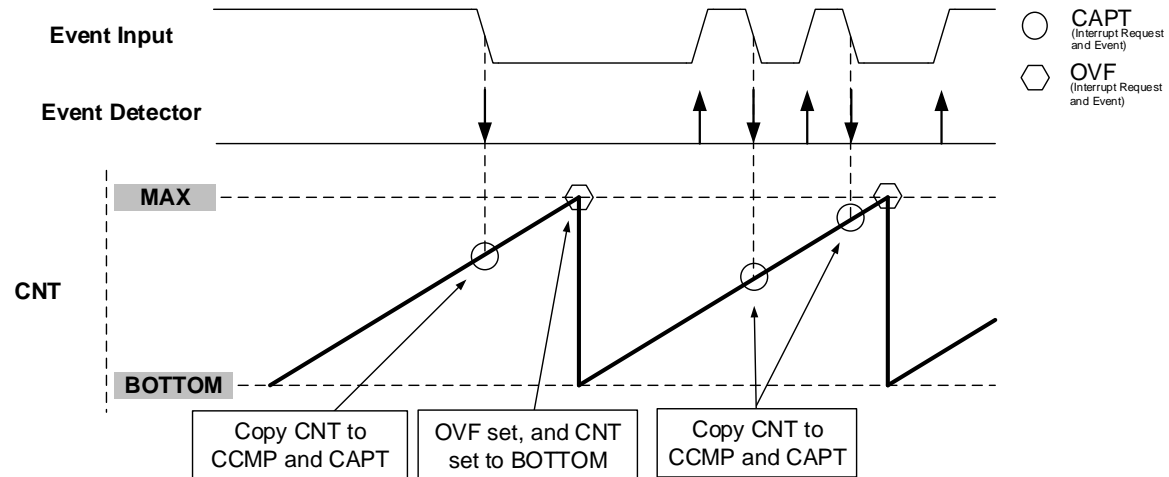 Event Input
CAPT
(Interrupt Request
and Event)
OVF
(Interrupt Request
and Event)
Event Detector
MAX
CNT
BOTTOM
Copy CNT to
CCMP and CAPT
OVF set, and CNT
set to BOTTOM
Copy CNT to
CCMP and CAPT